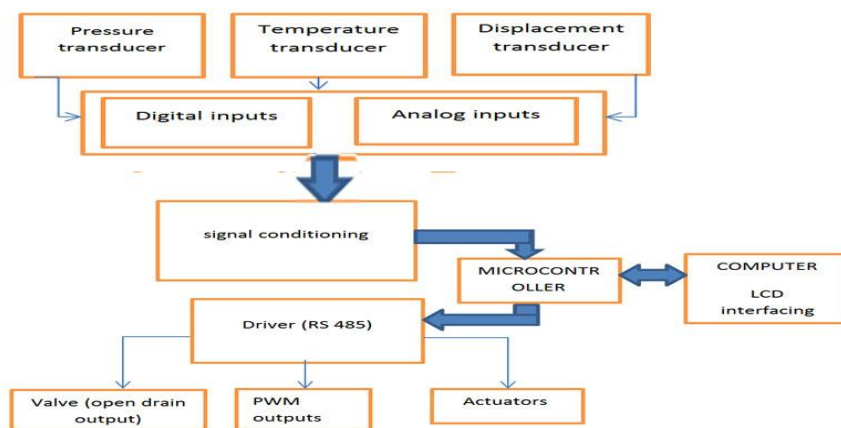 Pressure
transducer
Temperature
transducer
Displacement
transducer
Digital inputs
Analog inputs
signal conditioning
MICROCONTR
OLLER
COMPUTER
LCD
interfacing
Driver (RS 485)
Valve (open drain
output)
PWM
outputs
Actuators